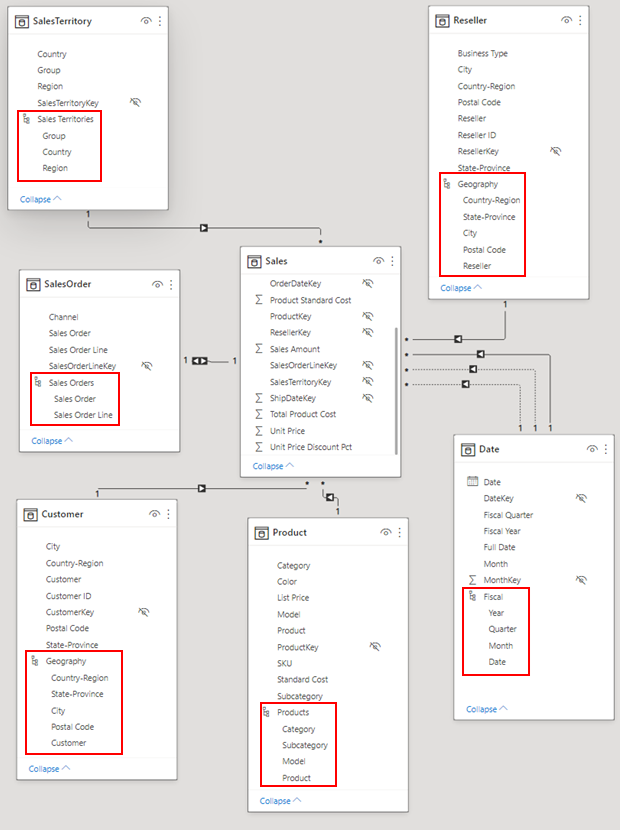 SalesTerritory
Country
Group
Region
SalesTerritoryKey
Sales Territories
Group
Country
Region
Collapse
Reseller
Business Type
City
Country-Region
Postal Code
Reseller
Reseller ID
ResellerKey
State-Province
Geography
Country-Region
State-Province
City
Postal Code
Reseller
Collapse
1
*
SalesOrder
Channel
Sales Order
Sales Order Line
SalesOrderLineKey
Sales Orders
Sales Order
Sales Order Line
Collapse
1
1
Sales
OrderDateKey
Σ Product Standard Cost
ProductKey
ResellerKey
Σ Sales Amount
SalesOrderLineKey
SalesTerritoryKey
Σ ShipDateKey
Σ Total Product Cost
Σ Unit Price
Σ Unit Price Discount Pct
Collapse
1
*
*
*
*
1 1 1
Date
Date
DateKey
Fiscal Quarter
Fiscal Year
Full Date
Month
Σ MonthKey
Fiscal
Year
Quarter
Month
Date
Collapse
1
* *
1
Customer
City
Country-Region
Customer
Customer ID
CustomerKey
Postal Code
State-Province
Geography
Country-Region
State-Province
City
Postal Code
Customer
Collapse
Product
Category
Color
List Price
Model
Product
ProductKey
SKU
Standard Cost
Subcategory
Products
Category
Subcategory
Model
Product
Collapse